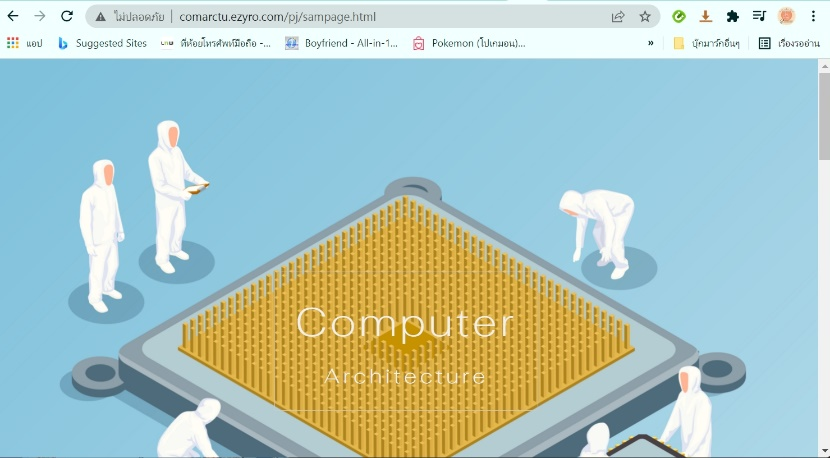 ไม่ปลอดภัย | comarctu.ezyro.com/pj/sampage.html
แอป Suggested Sites ตี่ห้อยโทรศัพท์มือถือ -... Boyfriend - All-in-1... Pokemon (โปเกมอน)... » บุ๊กมาร์กอื่นๆ เรื่องรออ่าน
Computer
Architecture